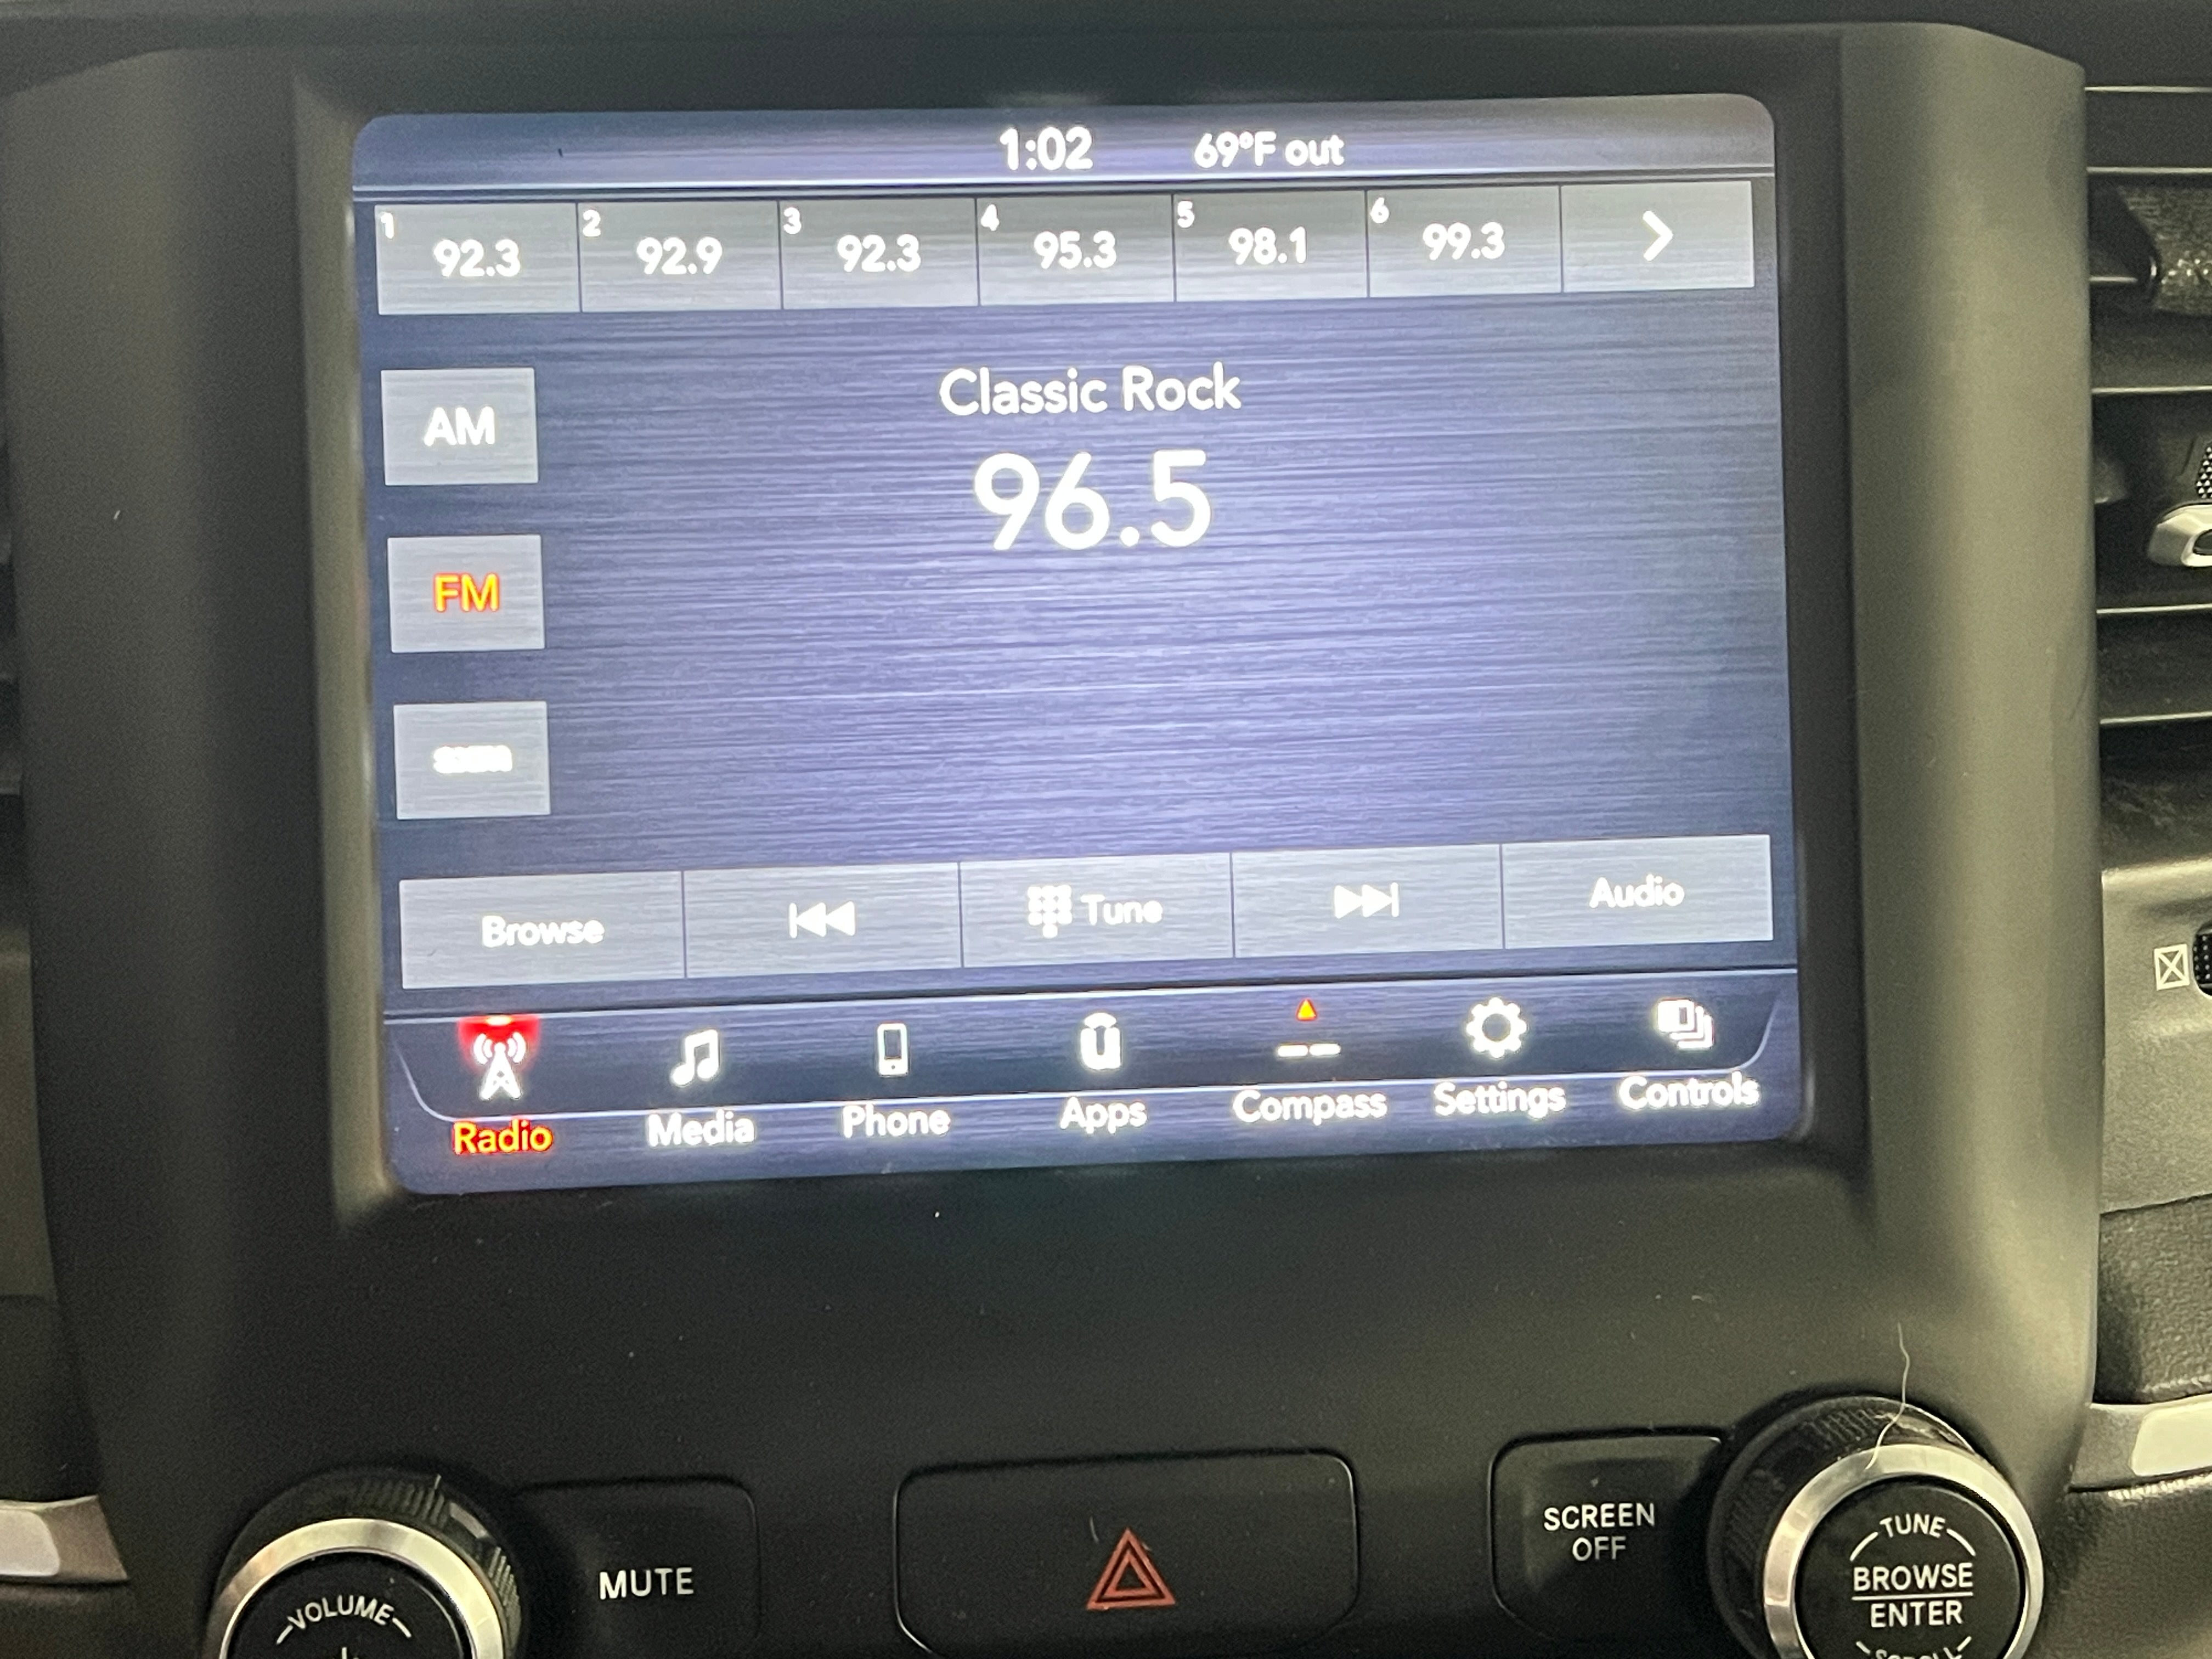 1:02 69°F out
1 92.3 2 92.9 3 92.3 4 95.3 5 98.1 6 99.3
Classic Rock
96.5
AM
FM
Browse Tune Audio
Radio Media Phone Apps Compass Settings Controls
VOLUME
MUTE
SCREEN
OFF
TUNE
BROWSE
ENTER
SCROLL